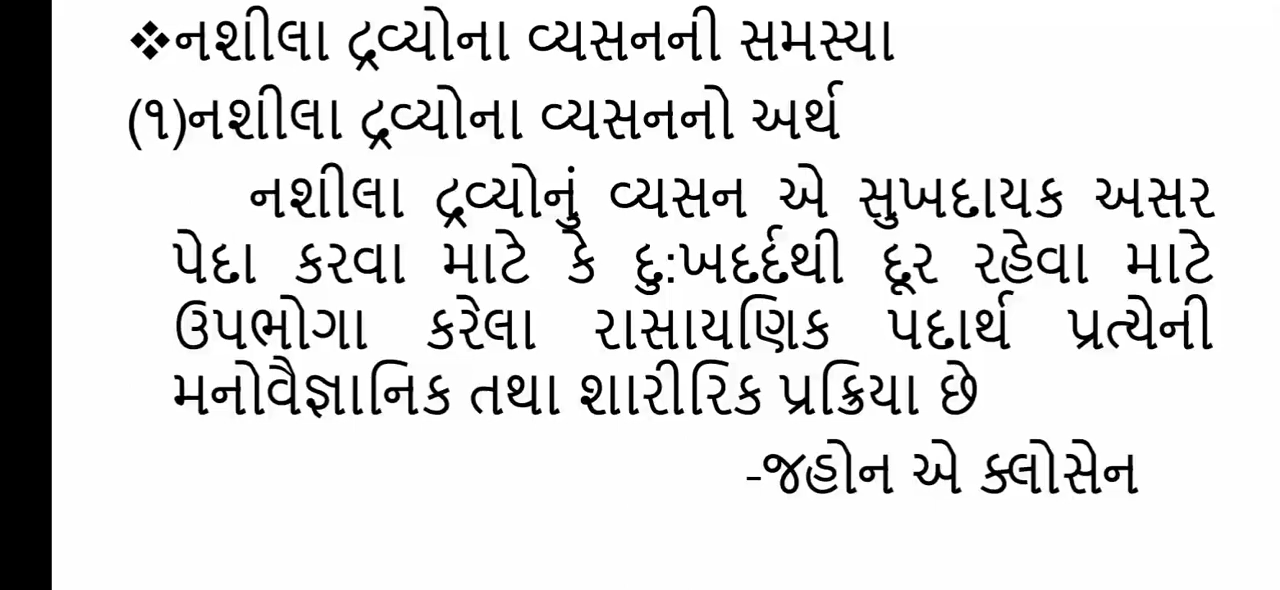 ❖નશીલા દ્રવ્યોના વ્યસનની સમસ્યા
(૧)નશીલા દ્રવ્યોના વ્યસનનો અર્થ
નશીલા દ્રવ્યોનું વ્યસન એ સુખદાયક અસર
પેદા કરવા માટે કે દુ:ખદર્દથી દૂર રહેવા માટે
ઉપભોગા કરેલા રાસાયણિક પદાર્થ પ્રત્યેની
મનોવૈજ્ઞાનિક તથા શારીરિક પ્રક્રિયા છે
-જહોન એ ક્લોસેન